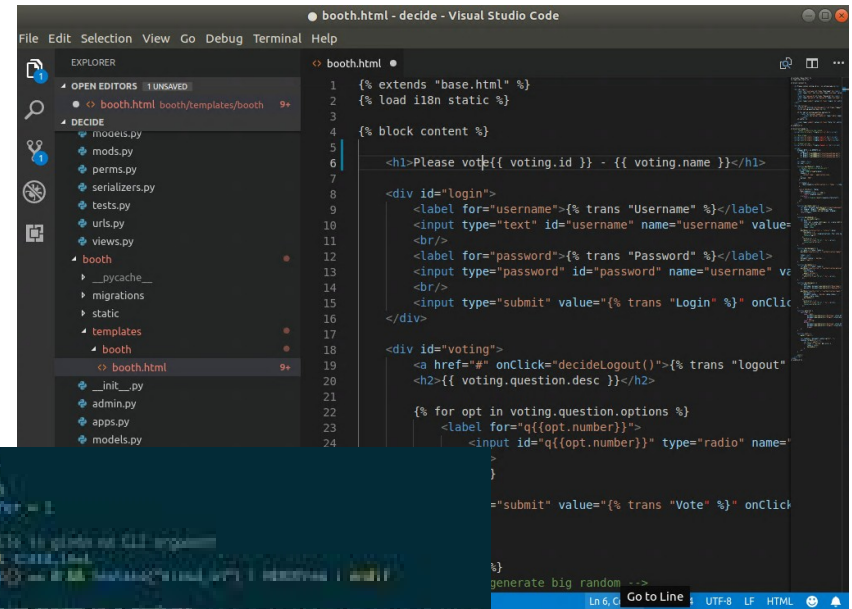 booth.html - decide - Visual Studio Code
File Edit Selection View Go Debug Terminal Help
EXPLORER
OPEN EDITORS 1 UNSAVED
booth.html booth/templates/booth 9+
DECIDE
models.py
mods.py
perms.py
serializers.py
tests.py
urls.py
views.py
booth
__pycache__
migrations
static
templates
booth
booth.html 9+
__init__.py
admin.py
apps.py
models.py
booth.html
1 {% extends "base.html" %}
2 {% load i18n static %}
3
4 {% block content %}
5
6 <h1>Please vote{{ voting.id }} - {{ voting.name }}</h1>
7
8 <div id="login">
9 <label for="username">{% trans "Username" %}</label>
10 <input type="text" id="username" name="username" value=
11 <br/>
12 <label for="password">{% trans "Password" %}</label>
13 <input type="password" id="password" name="username" va
14 <br/>
15 <input type="submit" value="{% trans "Login" %}" onClic
16 </div>
17
18 <div id="voting">
19 <a href="#" onClick="decideLogout()">{% trans "logout"
20 <h2>{{ voting.question.desc }}</h2>
21
22 {% for opt in voting.question.options %}
23 <label for="q{{opt.number}}">
24 <input id="q{{opt.number}}" type="radio" name="
>
}
="submit" value="{% trans "Vote" %}" onClick
%}
generate big random -->
Ln 6, C Go to Line 4 UTF-8 LF HTML